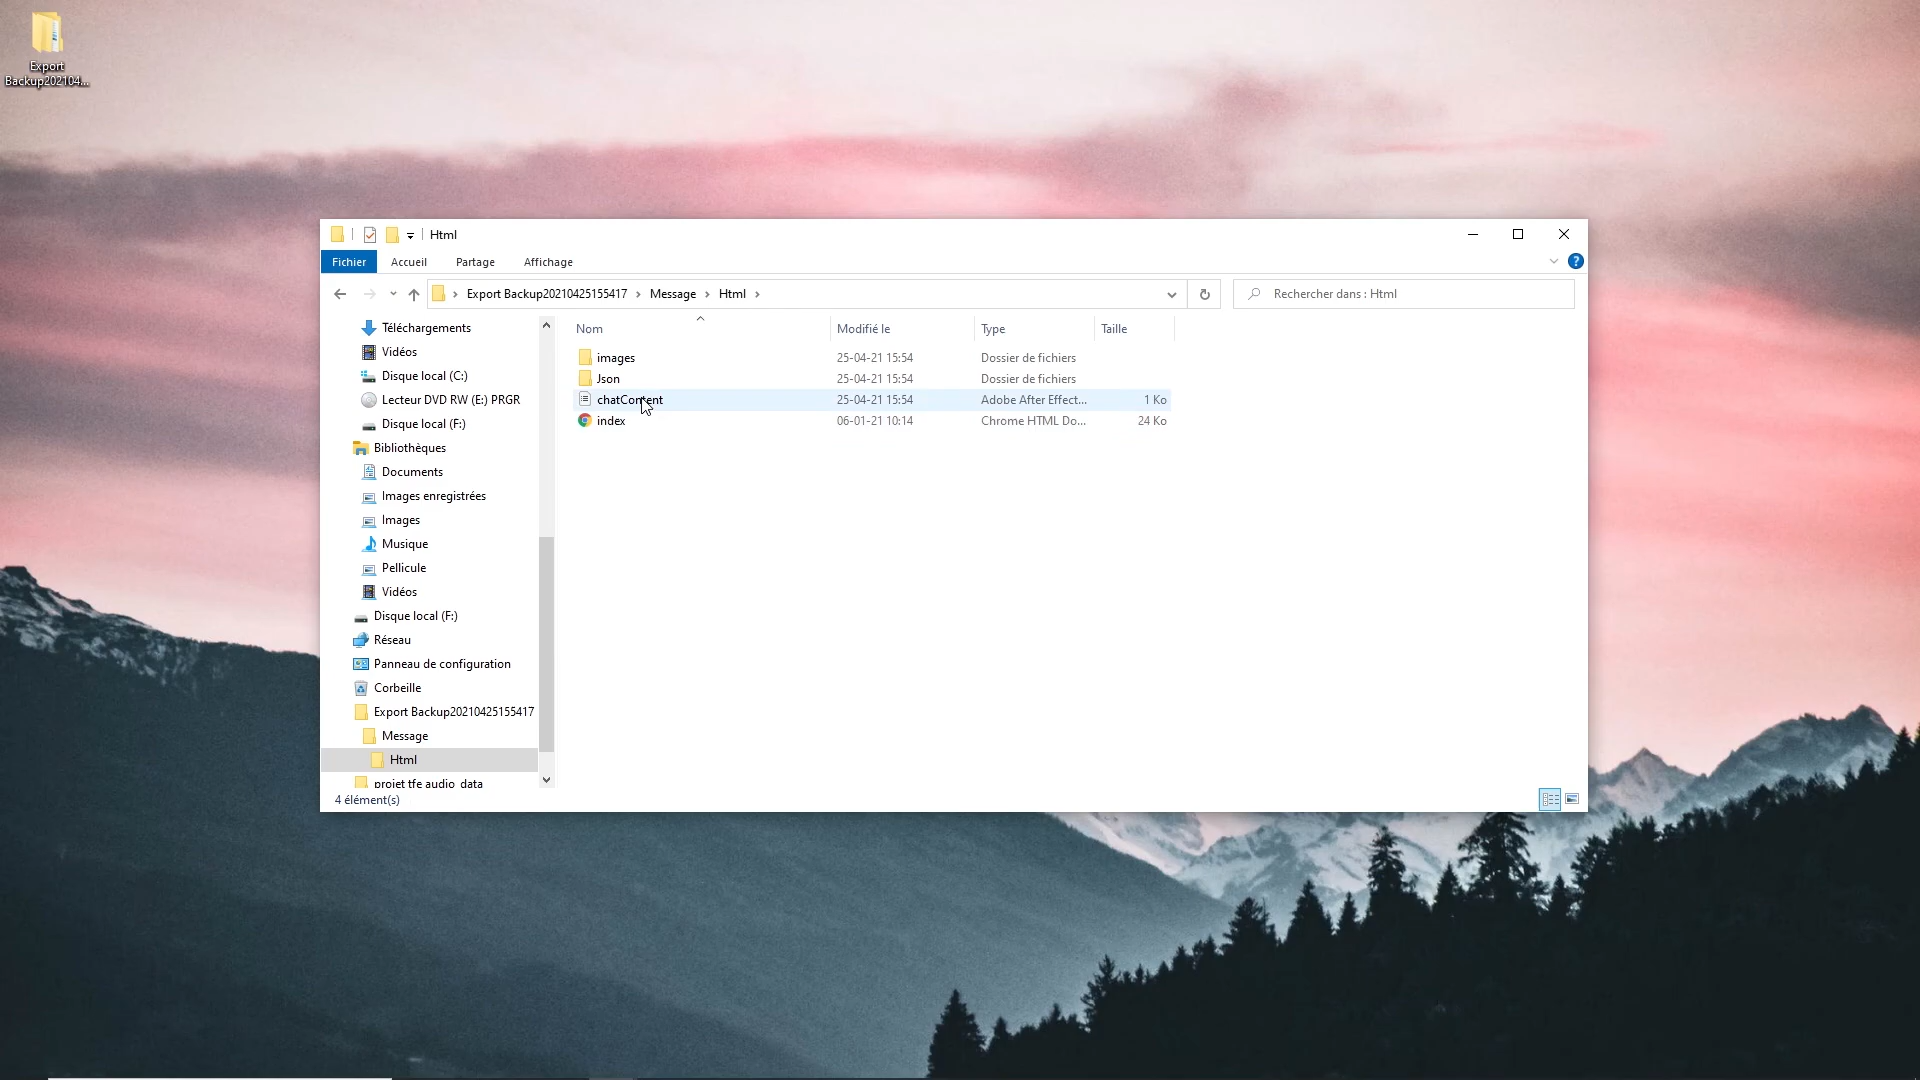 Export
Backup202104...
Html
Fichier
Accueil
Partage
Affichage
Export Backup20210425155417
Message
Html
Rechercher dans : Html
Nom
Modifié le
Type
Taille
images
25-04-21 15:54
Dossier de fichiers
Json
25-04-21 15:54
Dossier de fichiers
chatContent
25-04-21 15:54
Adobe After Effect...
1 Ko
index
06-01-21 10:14
Chrome HTML Do...
24 Ko
Téléchargements
Vidéos
Disque local (C:)
Lecteur DVD RW (E:) PRGR
Disque local (F:)
Bibliothèques
Documents
Images enregistrées
Images
Musique
Pellicule
Vidéos
Disque local (F:)
Réseau
Panneau de configuration
Corbeille
Export Backup20210425155417
Message
Html
projet tfe audio_data
4 élément(s)